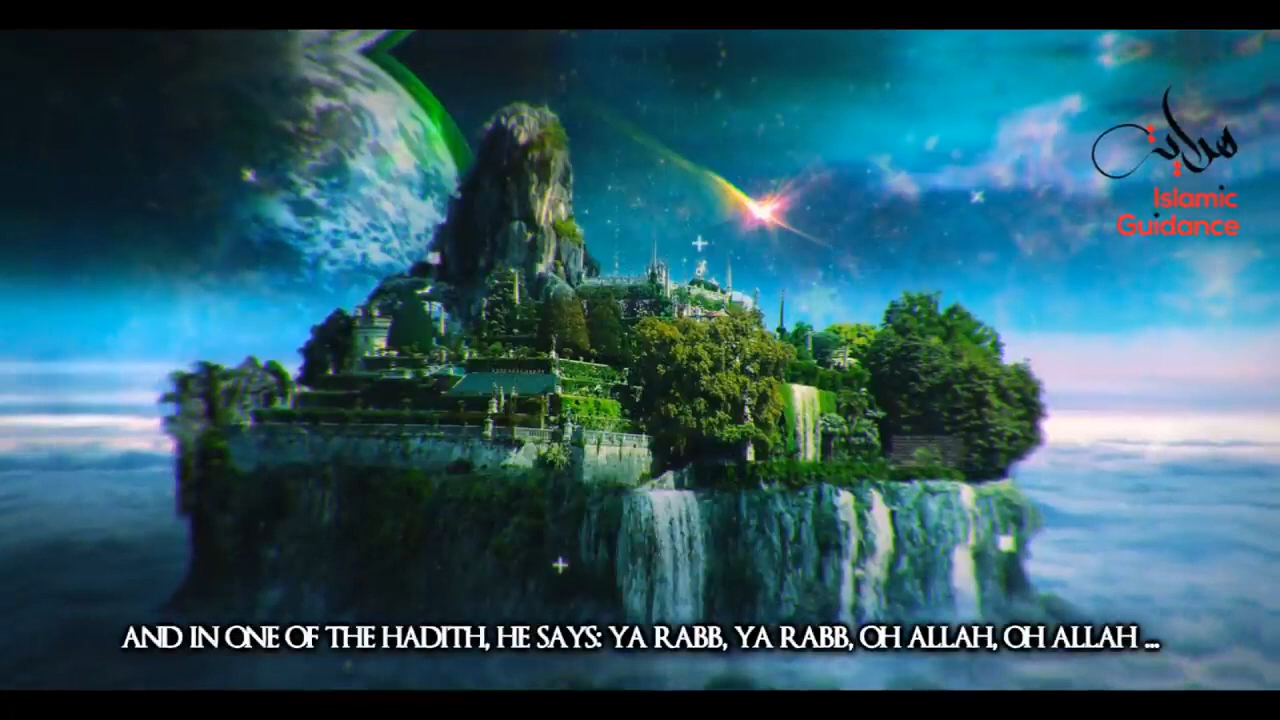 هداية
Islamic
Guidance
AND IN ONE OF THE HADITH, HE SAYS: YA RABB, YA RABB, OH ALLAH, OH ALLAH ...